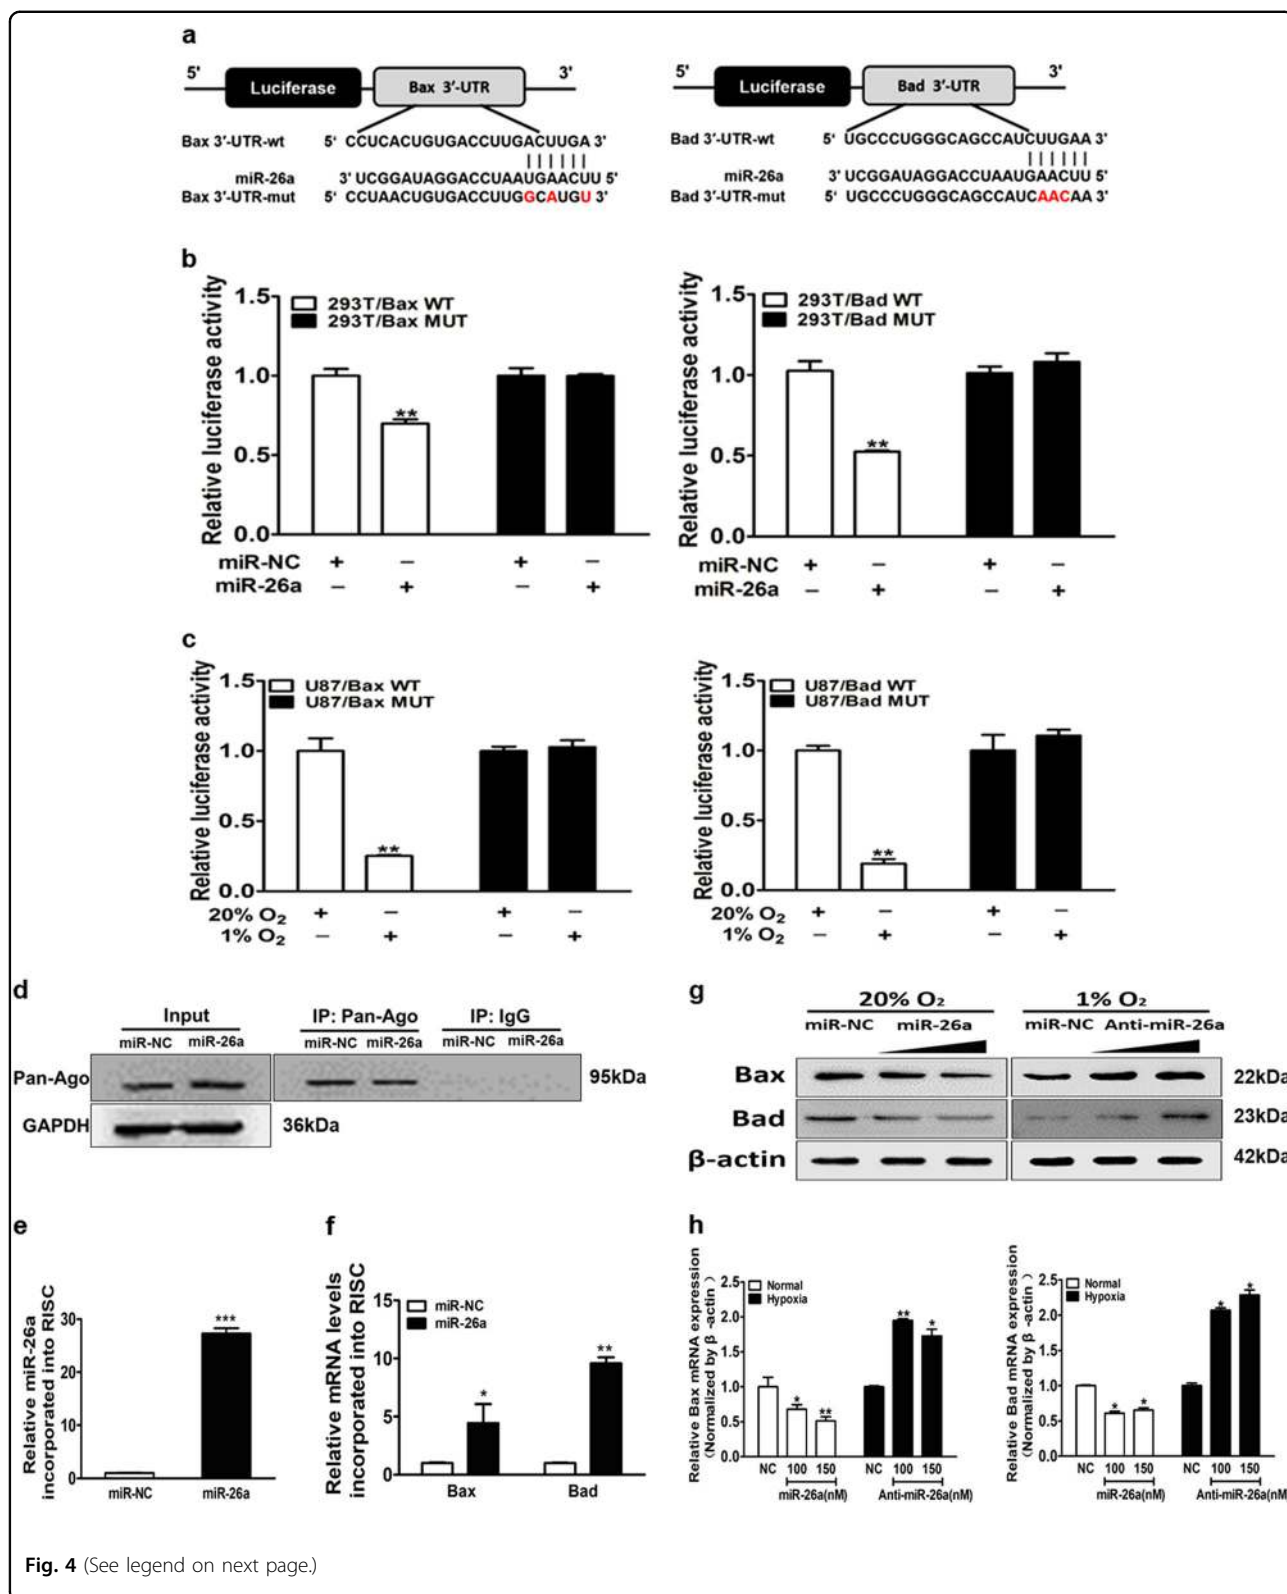 a
5' Luciferase Bax 3'-UTR 3'
Bax 3'-UTR-wt 5' CCUCACUGUGACCUUGACUUGA 3'
miR-26a 3' UCGGAUAGGACCUAAUGAACUU 5'
Bax 3'-UTR-mut 5' CCUAACUGUGACCUUGGCAUGU 3'
5' Luciferase Bad 3'-UTR 3'
Bad 3'-UTR-wt 5' UGCCCUGGGCAGCCAUCUUGAA 3'
miR-26a 3' UCGGAUAGGACCUAAUGAACUU 5'
Bad 3'-UTR-mut 5' UGCCCUGGGCAGCCAUCAACAA 3'
b
Relative luciferase activity
1.5
1.0
0.5
0.0
293T/Bax WT
293T/Bax MUT
**
miR-NC + – + –
miR-26a – + – +
Relative luciferase activity
1.5
1.0
0.5
0.0
293T/Bad WT
293T/Bad MUT
**
miR-NC + – + –
miR-26a – + – +
c
Relative luciferase activity
1.5
1.0
0.5
0.0
U87/Bax WT
U87/Bax MUT
**
20% O2 + – + –
1% O2 – + – +
Relative luciferase activity
1.5
1.0
0.5
0.0
U87/Bad WT
U87/Bad MUT
**
20% O2 + – + –
1% O2 – + – +
d
Input IP: Pan-Ago IP: IgG
miR-NC miR-26a miR-NC miR-26a miR-NC miR-26a
Pan-Ago 95kDa
GAPDH 36kDa
g
20% O2 1% O2
miR-NC miR-26a miR-NC Anti-miR-26a
Bax 22kDa
Bad 23kDa
β-actin 42kDa
e
Relative miR-26a
incorporated into RISC
30
20
10
0
***
miR-NC miR-26a
f
Relative mRNA levels
incorporated into RISC
15
10
5
0
miR-NC
miR-26a
* **
Bax Bad
h
Relative Bax mRNA expression
(Normalized by β -actin )
2.5
2.0
1.5
1.0
0.5
0.0
Normal
Hypoxia
* ** ** *
NC 100 150 NC 100 150
miR-26a(nM) Anti-miR-26a(nM)
Relative Bad mRNA expression
(Normalized by β -actin )
2.5
2.0
1.5
1.0
0.5
0.0
Normal
Hypoxia
* * * *
NC 100 150 NC 100 150
miR-26a(nM) Anti-miR-26a(nM)
Fig. 4 (See legend on next page.)